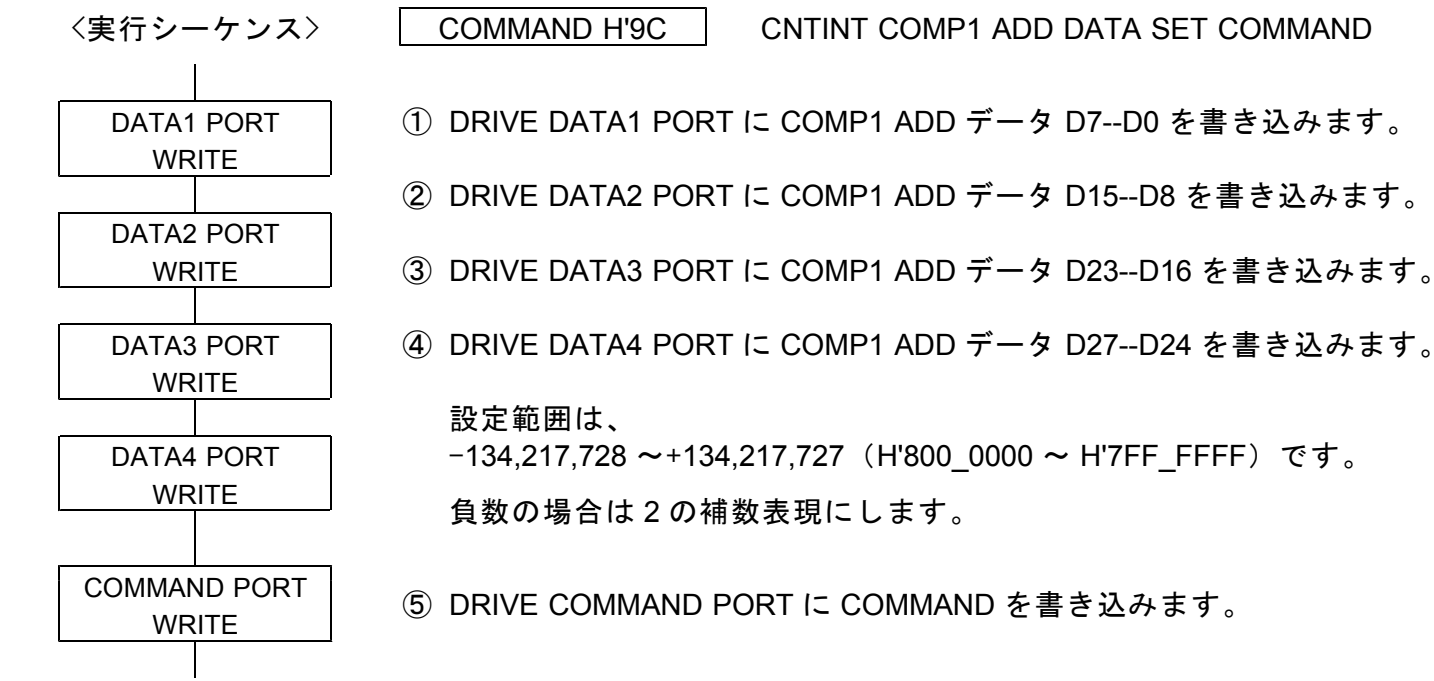 〈実行シーケンス〉 COMMAND H'9C CNTINT COMP1 ADD DATA SET COMMAND
DATA1 PORT
WRITE
① DRIVE DATA1 PORT に COMP1 ADD データ D7--D0 を書き込みます。
② DRIVE DATA2 PORT に COMP1 ADD データ D15--D8 を書き込みます。
DATA2 PORT
WRITE
③ DRIVE DATA3 PORT に COMP1 ADD データ D23--D16 を書き込みます。
DATA3 PORT
WRITE
④ DRIVE DATA4 PORT に COMP1 ADD データ D27--D24 を書き込みます。
設定範囲は、
-134,217,728 ～+134,217,727（H'800_0000 ～ H'7FF_FFFF）です。
DATA4 PORT
WRITE
負数の場合は 2 の補数表現にします。
COMMAND PORT
WRITE
⑤ DRIVE COMMAND PORT に COMMAND を書き込みます。